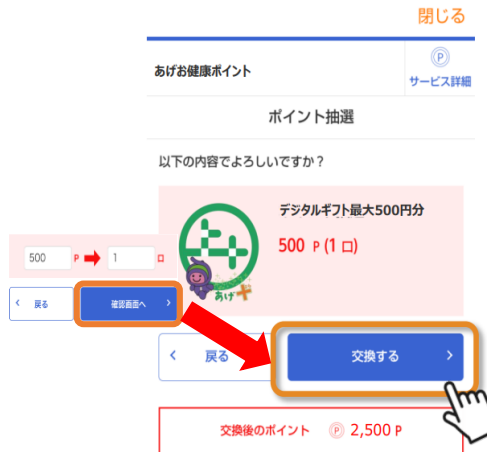 閉じる
あげお健康ポイント
Ⓟ
サービス詳細
ポイント抽選
以下の内容でよろしいですか？
デジタルギフト最大500円分
500 P (1 口)
あげ
500 P 1 口
< 戻る 確認画面へ >
< 戻る 交換する >
交換後のポイント Ⓟ 2,500 P